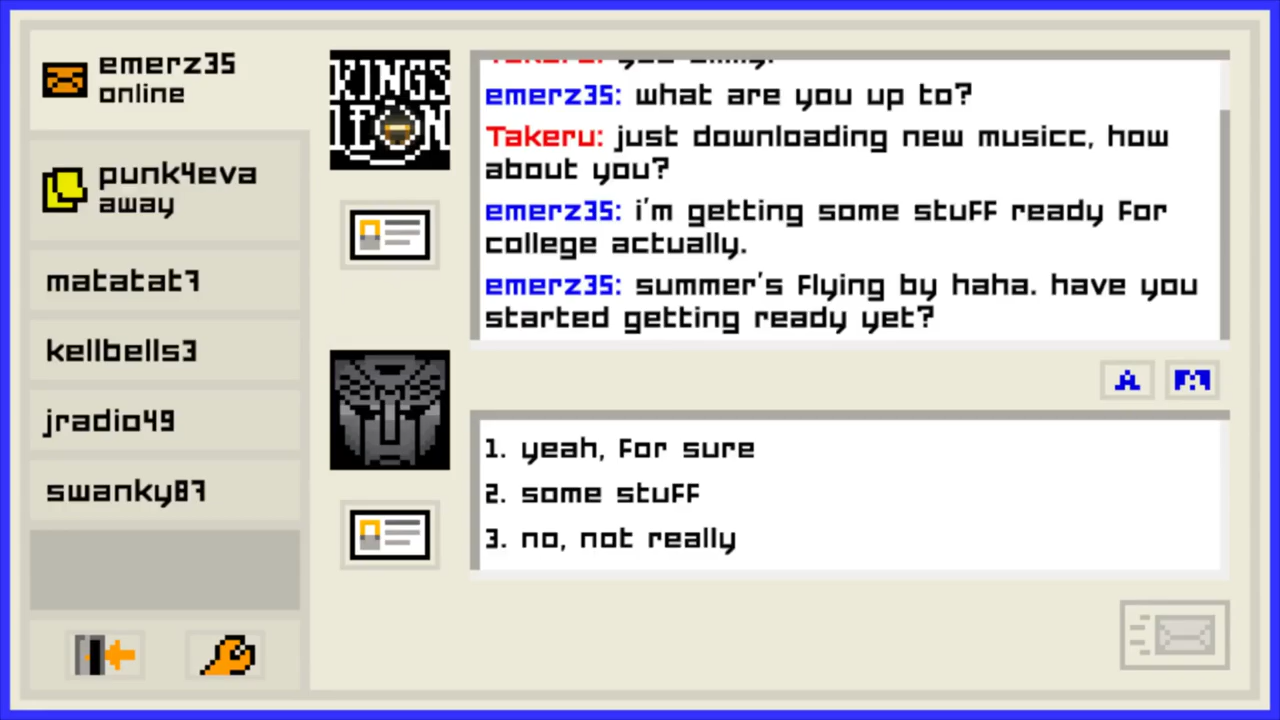 emerz35
online
punk4eva
away
matatat7
kellbells3
jradio49
swanky87
KINGS
LEON
emerz35: what are you up to?
Takeru: just downloading new musicc, how
about you?
emerz35: i'm getting some stuff ready for
college actually.
emerz35: summer's flying by haha. have you
started getting ready yet?
A
1. yeah, for sure
2. some stuff
3. no, not really